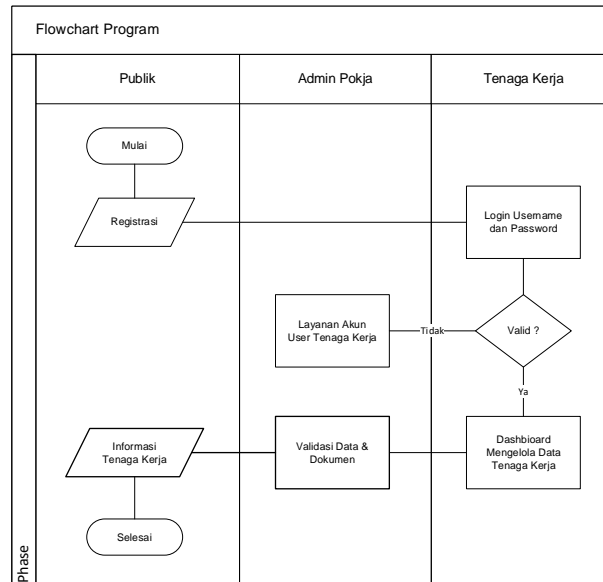 Flowchart Program
Publik
Admin Pokja
Tenaga Kerja
Mulai
Registrasi
Login Username
dan Password
Layanan Akun
User Tenaga Kerja
Tidak
Valid ?
Ya
Informasi
Tenaga Kerja
Validasi Data &
Dokumen
Dashbioard
Mengelola Data
Tenaga Kerja
Selesai
Phase